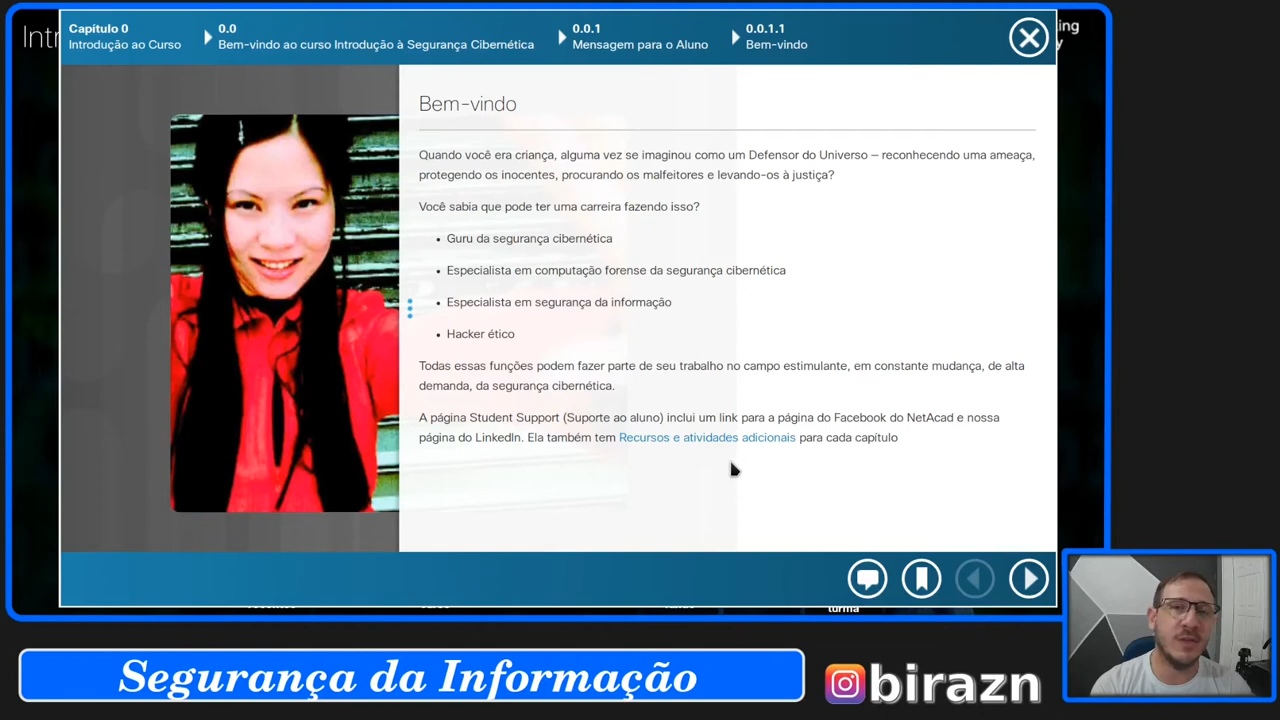 Intr
king
y
Capítulo 0
Introdução ao Curso
0.0
Bem-vindo ao curso Introdução à Segurança Cibernética
0.0.1
Mensagem para o Aluno
0.0.1.1
Bem-vindo
Bem-vindo
Quando você era criança, alguma vez se imaginou como um Defensor do Universo – reconhecendo uma ameaça,
protegendo os inocentes, procurando os malfeitores e levando-os à justiça?
Você sabia que pode ter uma carreira fazendo isso?
• Guru da segurança cibernética
• Especialista em computação forense da segurança cibernética
• Especialista em segurança da informação
• Hacker ético
Todas essas funções podem fazer parte de seu trabalho no campo estimulante, em constante mudança, de alta
demanda, da segurança cibernética.
A página Student Support (Suporte ao aluno) inclui um link para a página do Facebook do NetAcad e nossa
página do LinkedIn. Ela também tem Recursos e atividades adicionais para cada capítulo
turma
Segurança da Informação
birazn